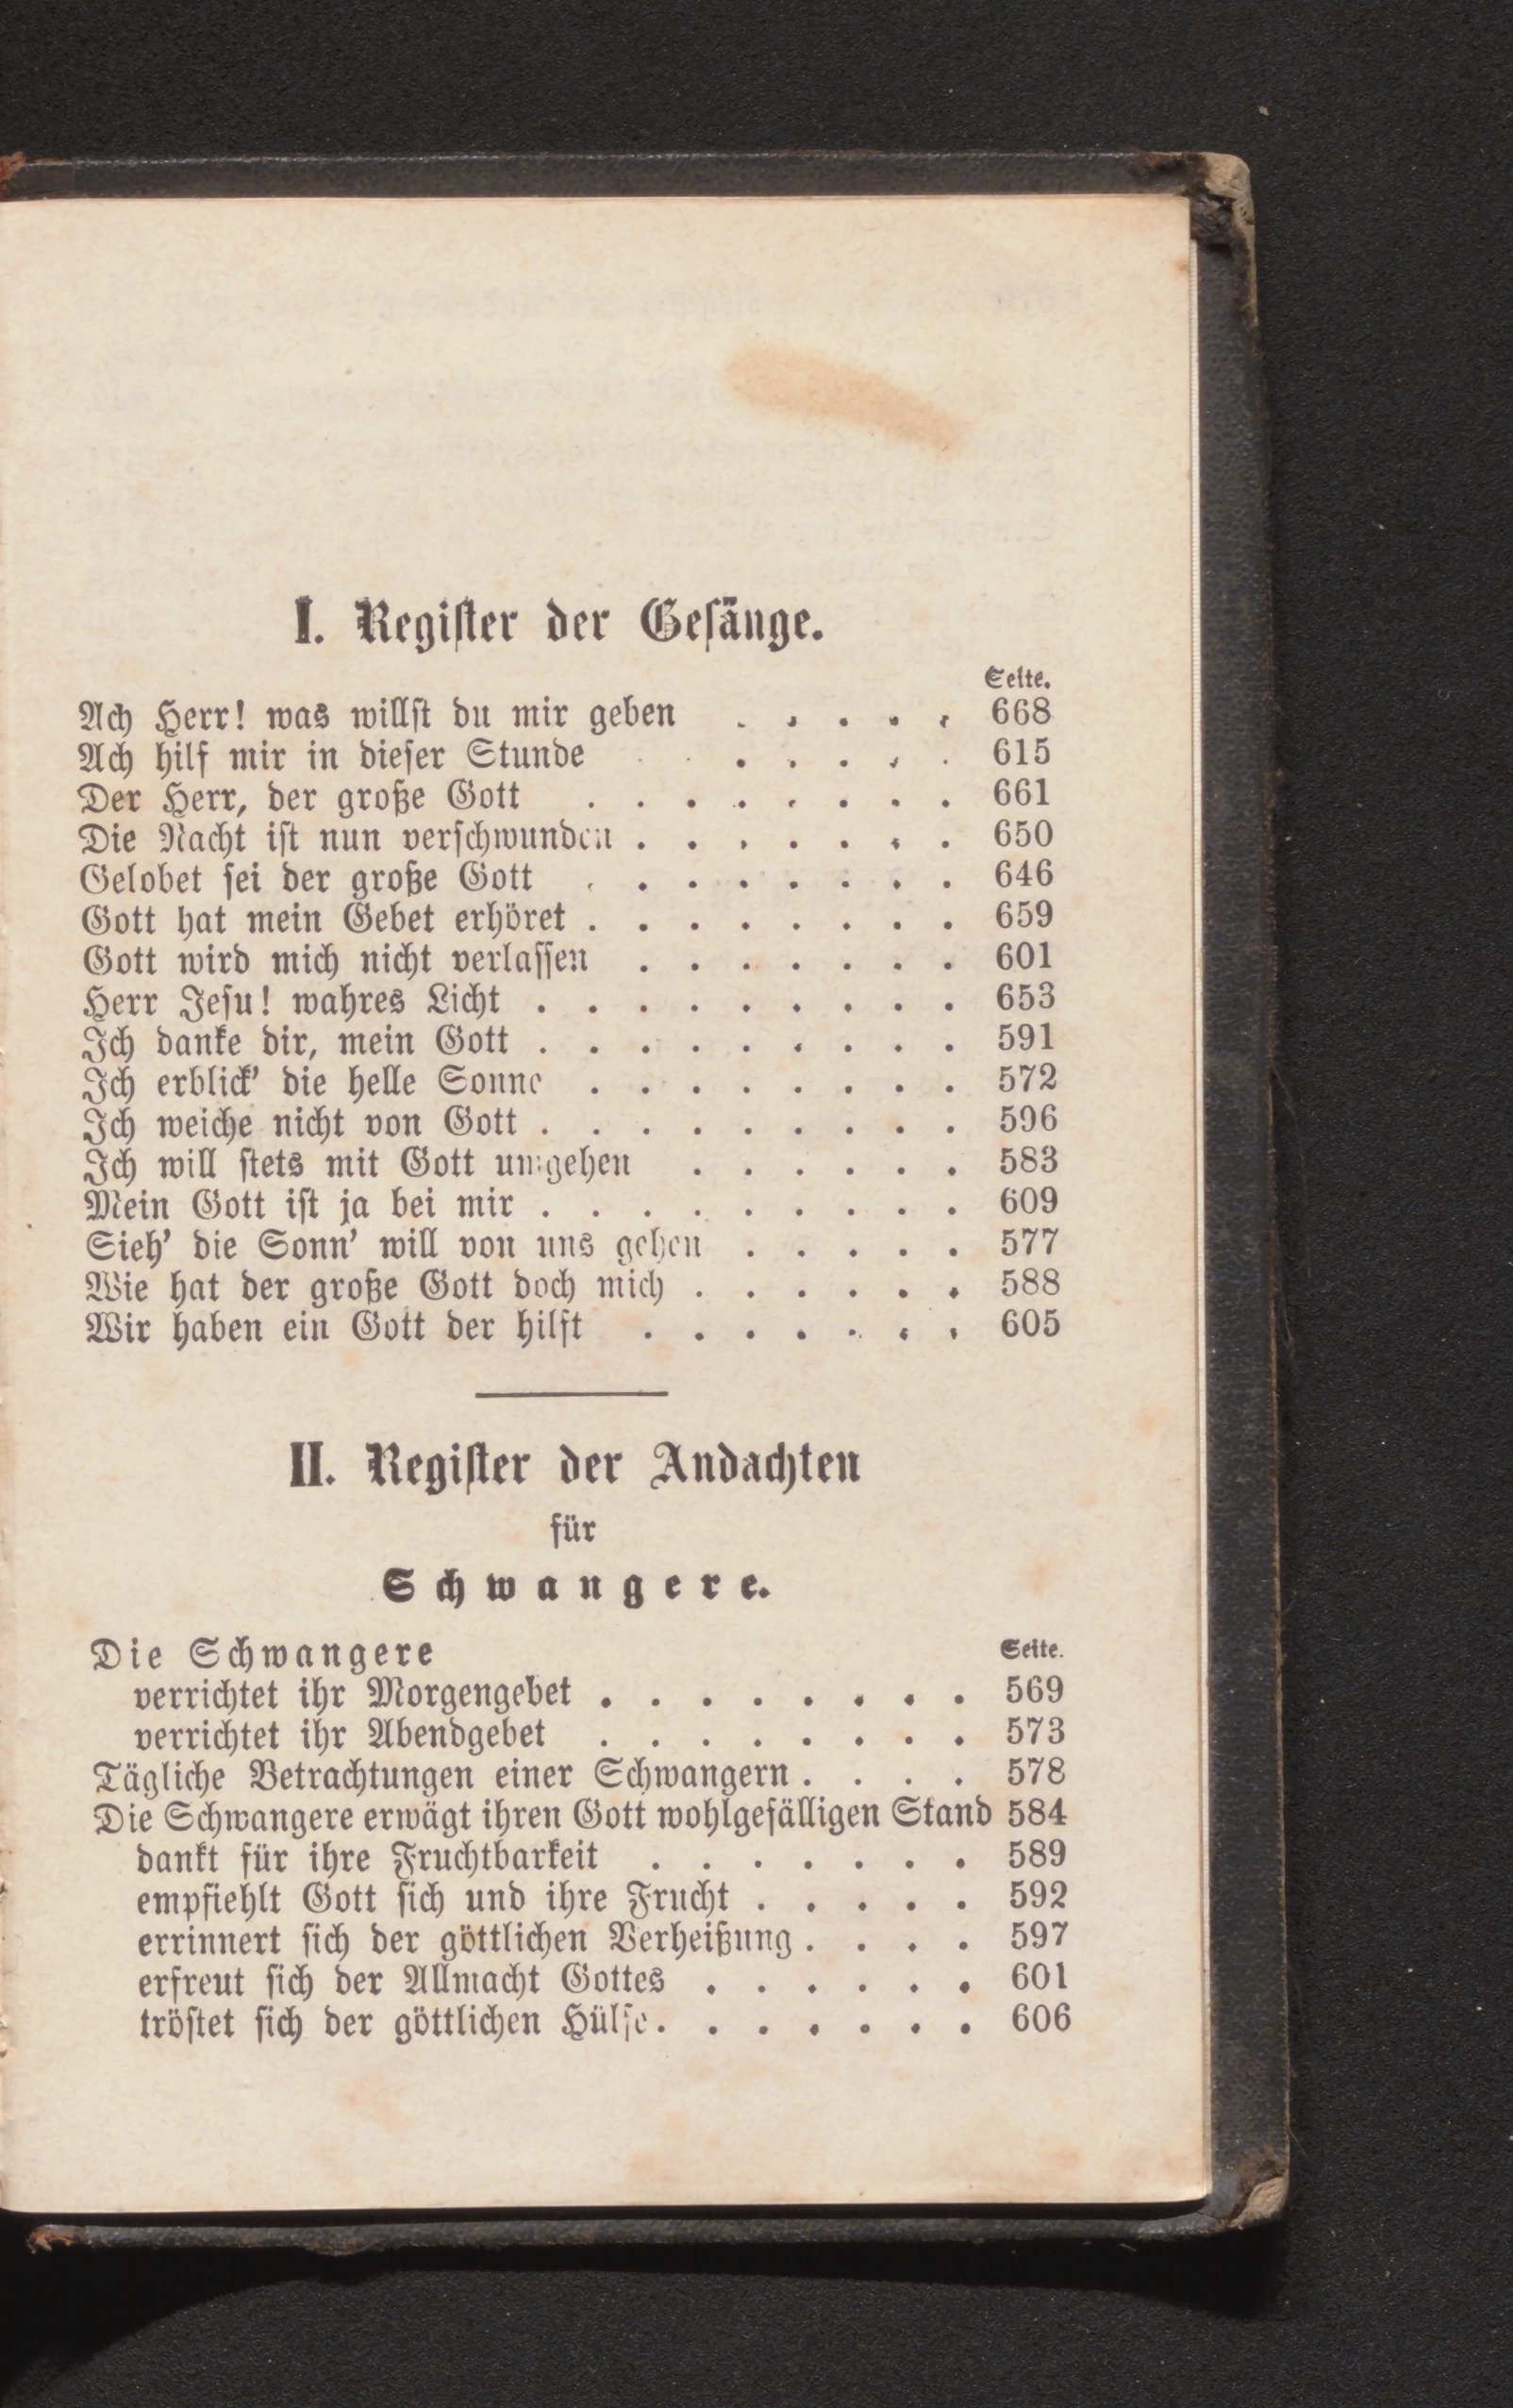 I. Regiſter der Geſänge.
Seite.
Ach Herr! was willſt du mir geben . . . . . 668
Ach hilf mir in dieſer Stunde . . . . . 615
Der Herr, der große Gott . . . . . . . . 661
Die Nacht iſt nun verſchwunden . . . . . . . 650
Gelobet ſei der große Gott . . . . . . . . 646
Gott hat mein Gebet erhöret . . . . . . . . 659
Gott wird mich nicht verlaſſen . . . . . . . 601
Herr Jeſu! wahres Licht . . . . . . . . . 653
Ich danke dir, mein Gott . . . . . . . . . 591
Ich erblick' die helle Sonne . . . . . . . . 572
Ich weiche nicht von Gott . . . . . . . . . 596
Ich will ſtets mit Gott umgehen . . . . . . 583
Mein Gott iſt ja bei mir . . . . . . . . . 609
Sieh' die Sonn' will von uns gehen . . . . . 577
Wie hat der große Gott doch mich . . . . . . 588
Wir haben ein Gott der hilft . . . . . . . 605
II. Regiſter der Andachten
für
Schwangere.
Die Schwangere Seite.
verrichtet ihr Morgengebet . . . . . . . . 569
verrichtet ihr Abendgebet . . . . . . . . 573
Tägliche Betrachtungen einer Schwangern . . . . 578
Die Schwangere erwägt ihren Gott wohlgefälligen Stand 584
dankt für ihre Fruchtbarkeit . . . . . . . 589
empfiehlt Gott ſich und ihre Frucht . . . . . 592
errinnert ſich der göttlichen Verheißung . . . . 597
erfreut ſich der Allmacht Gottes . . . . . . 601
tröſtet ſich der göttlichen Hülfe . . . . . . . 606